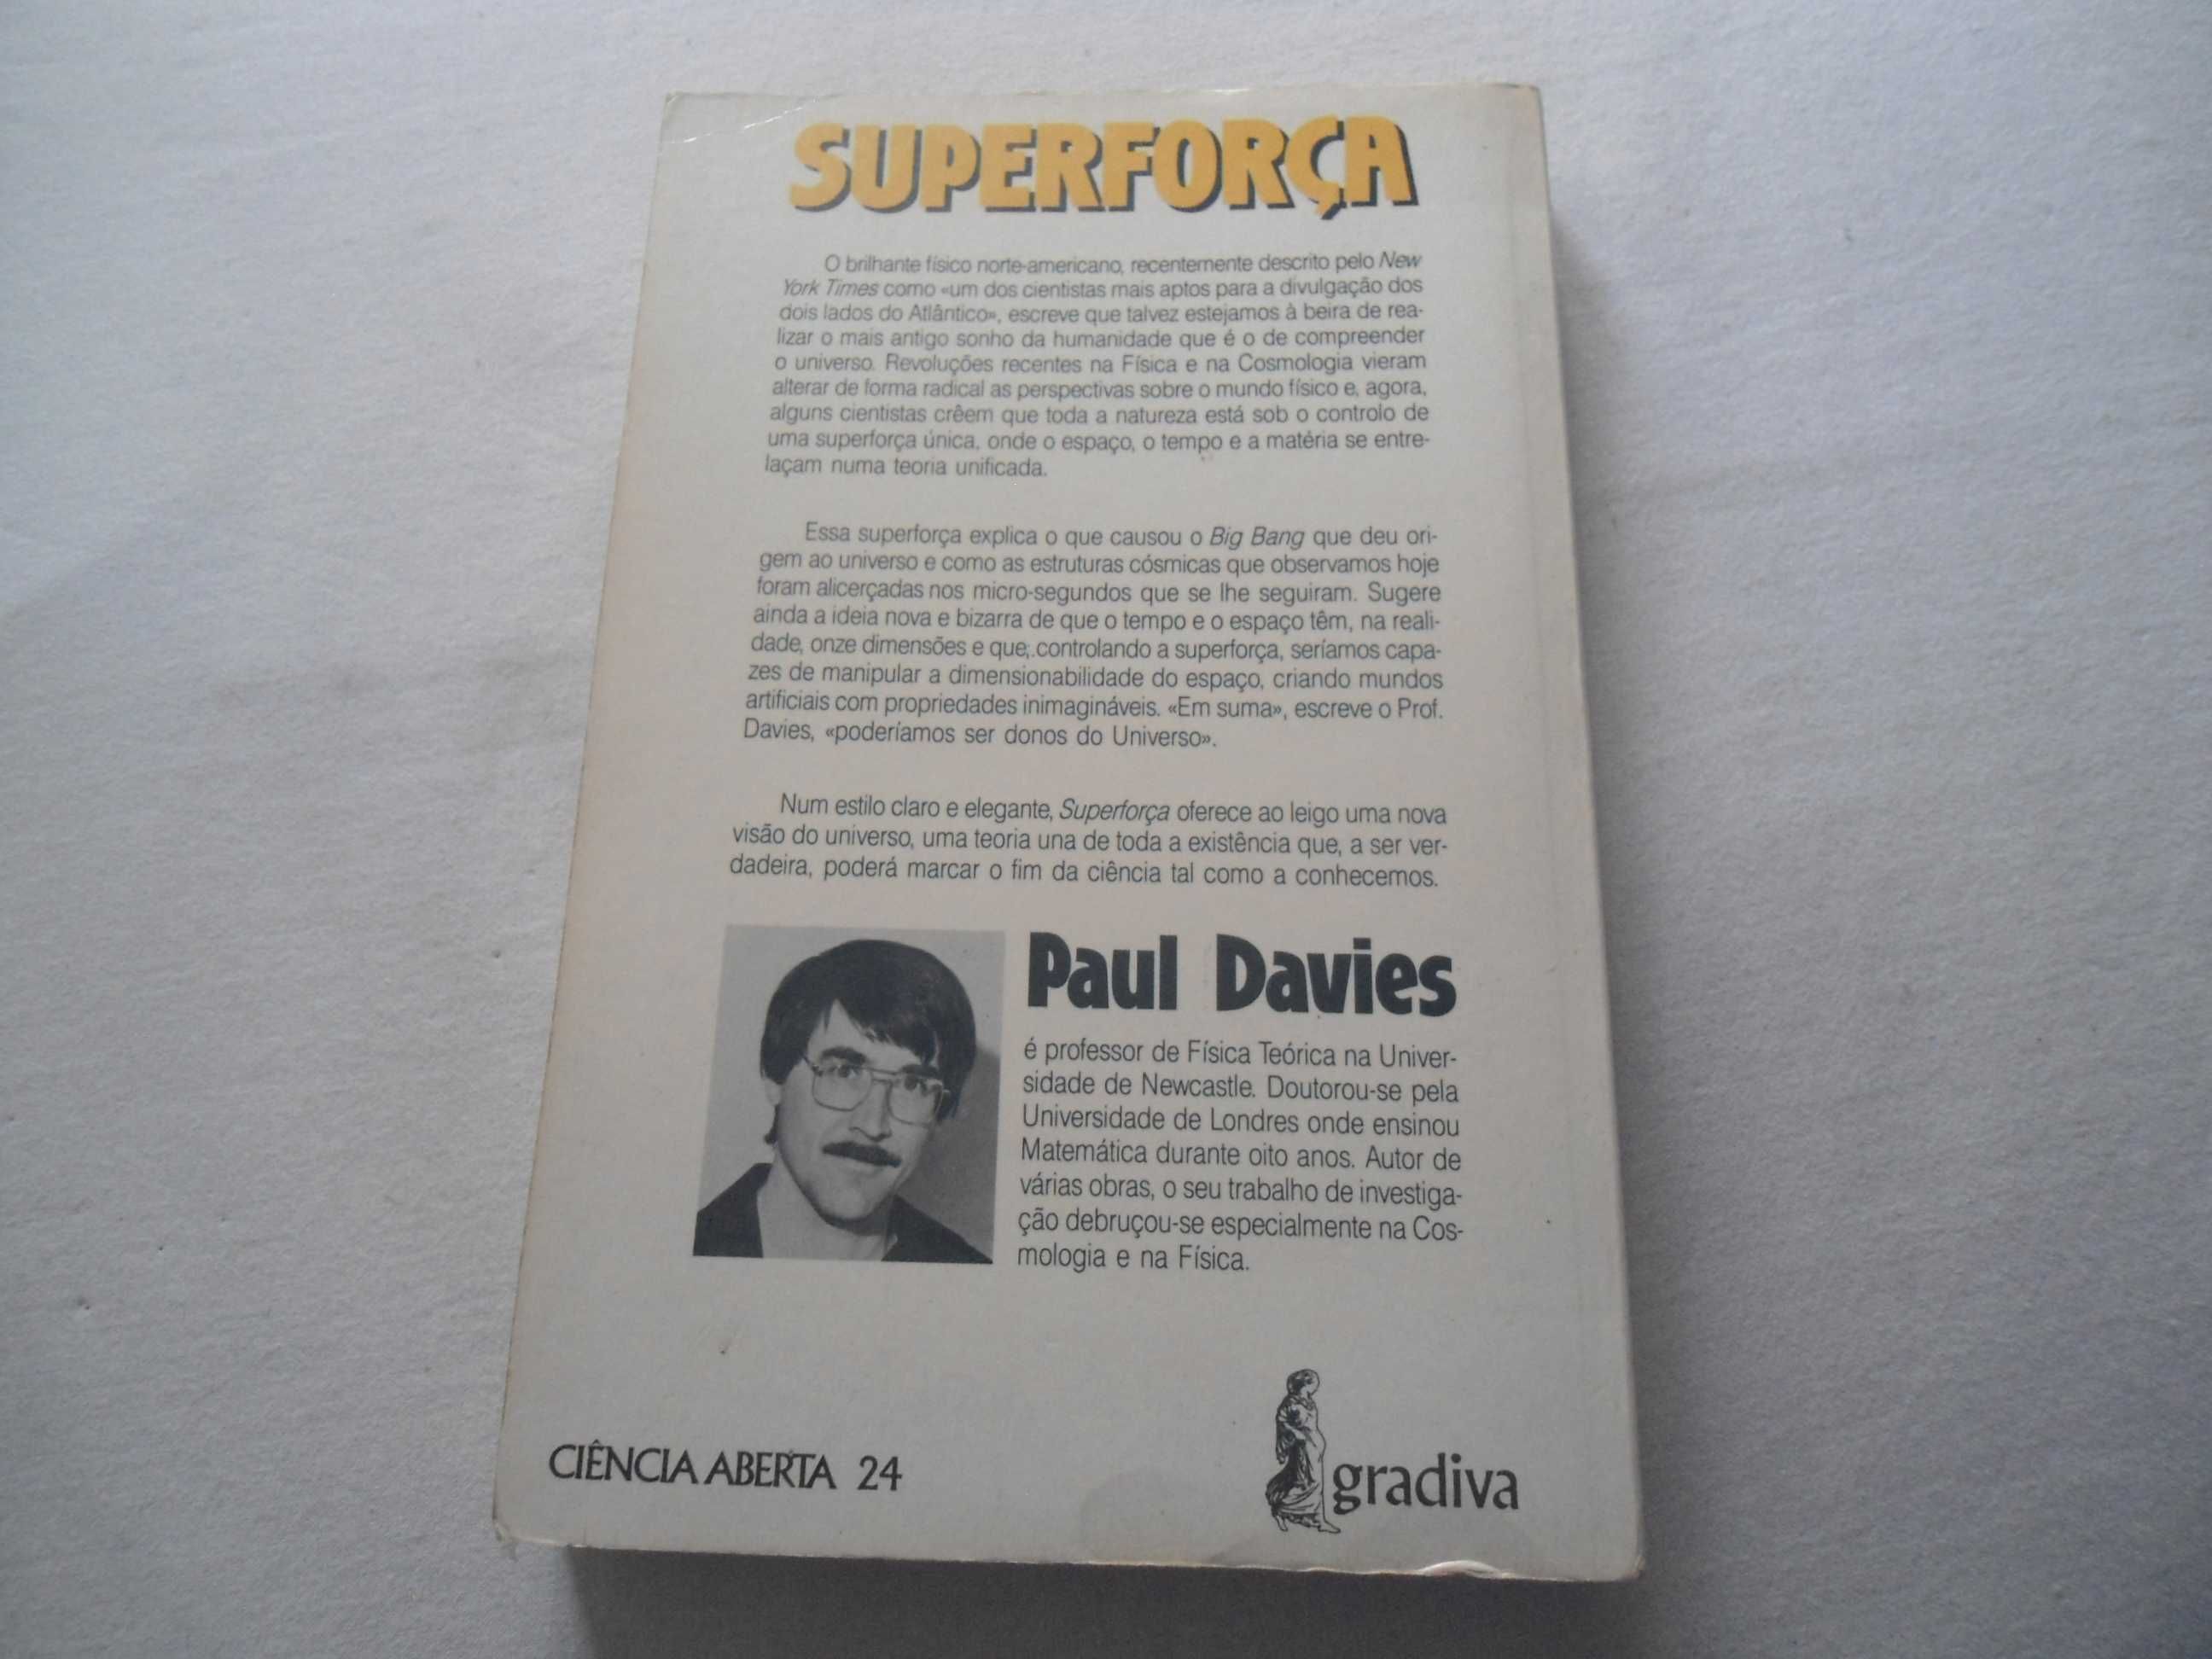 SUPERFORÇA
O brilhante físico norte-americano, recentemente descrito pelo New
York Times como «um dos cientistas mais aptos para a divulgação dos
dois lados do Atlântico», escreve que talvez estejamos à beira de rea-
lizar o mais antigo sonho da humanidade que é o de compreender
o universo. Revoluções recentes na Física e na Cosmologia vieram
alterar de forma radical as perspectivas sobre o mundo físico e, agora,
alguns cientistas crêem que toda a natureza está sob o controlo de
uma superforça única, onde o espaço, o tempo e a matéria se entre-
laçam numa teoria unificada.
Essa superforça explica o que causou o Big Bang que deu ori-
gem ao universo e como as estruturas cósmicas que observamos hoje
foram alicerçadas nos micro-segundos que se lhe seguiram. Sugere
ainda a ideia nova e bizarra de que o tempo e o espaço têm, na reali-
dade, onze dimensões e que, controlando a superforça, seríamos capa-
zes de manipular a dimensionabilidade do espaço, criando mundos
artificiais com propriedades inimagináveis. «Em suma», escreve o Prof.
Davies, «poderíamos ser donos do Universo».
Num estilo claro e elegante, Superforça oferece ao leigo uma nova
visão do universo, uma teoria una de toda a existência que, a ser ver-
dadeira, poderá marcar o fim da ciência tal como a conhecemos.
Paul Davies
é professor de Física Teórica na Univer-
sidade de Newcastle. Doutorou-se pela
Universidade de Londres onde ensinou
Matemática durante oito anos. Autor de
várias obras, o seu trabalho de investiga-
ção debruçou-se especialmente na Cos-
mologia e na Física.
CIÊNCIA ABERTA 24
gradiva